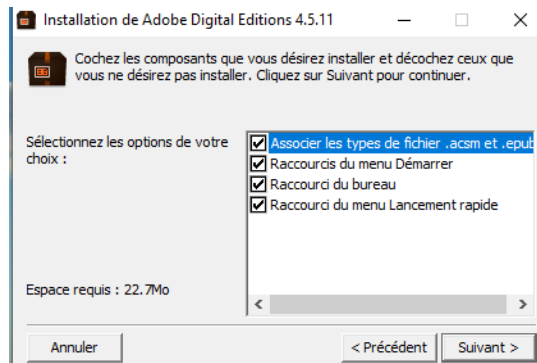 Installation de Adobe Digital Editions 4.5.11
Cochez les composants que vous désirez installer et décochez ceux que
vous ne désirez pas installer. Cliquez sur Suivant pour continuer.
Sélectionnez les options de votre
choix :
Associer les types de fichier .acsm et .epub
Raccourcis du menu Démarrer
Raccourci du bureau
Raccourci du menu Lancement rapide
Espace requis : 22.7Mo
Annuler
< Précédent
Suivant >